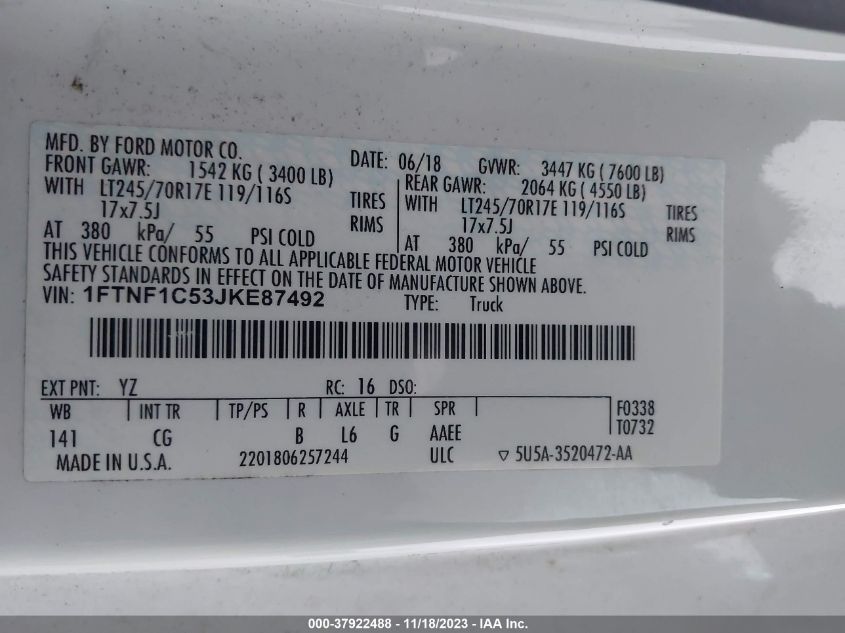 MFD. BY FORD MOTOR CO.
DATE: 06/18 GVWR: 3447 KG ( 7600 LB)
FRONT GAWR: 1542 KG ( 3400 LB)
WITH LT245/70R17E 119/116S TIRES
17x7.5J RIMS
AT 380 kPa/ 55 PSI COLD
REAR GAWR: 2064 KG ( 4550 LB)
WITH LT245/70R17E 119/116S TIRES
17x7.5J RIMS
AT 380 kPa/ 55 PSI COLD
THIS VEHICLE CONFORMS TO ALL APPLICABLE FEDERAL MOTOR VEHICLE
SAFETY STANDARDS IN EFFECT ON THE DATE OF MANUFACTURE SHOWN ABOVE.
VIN: 1FTNF1C53JKE87492 TYPE: Truck
EXT PNT: YZ RC: 16 DSO:
WB INT TR TP/PS R AXLE TR SPR F0338
141 CG B L6 G AAEE T0732
MADE IN U.S.A. 2201806257244 ULC ▽ 5U5A-3520472-AA
000-37922488 - 11/18/2023 - IAA Inc.